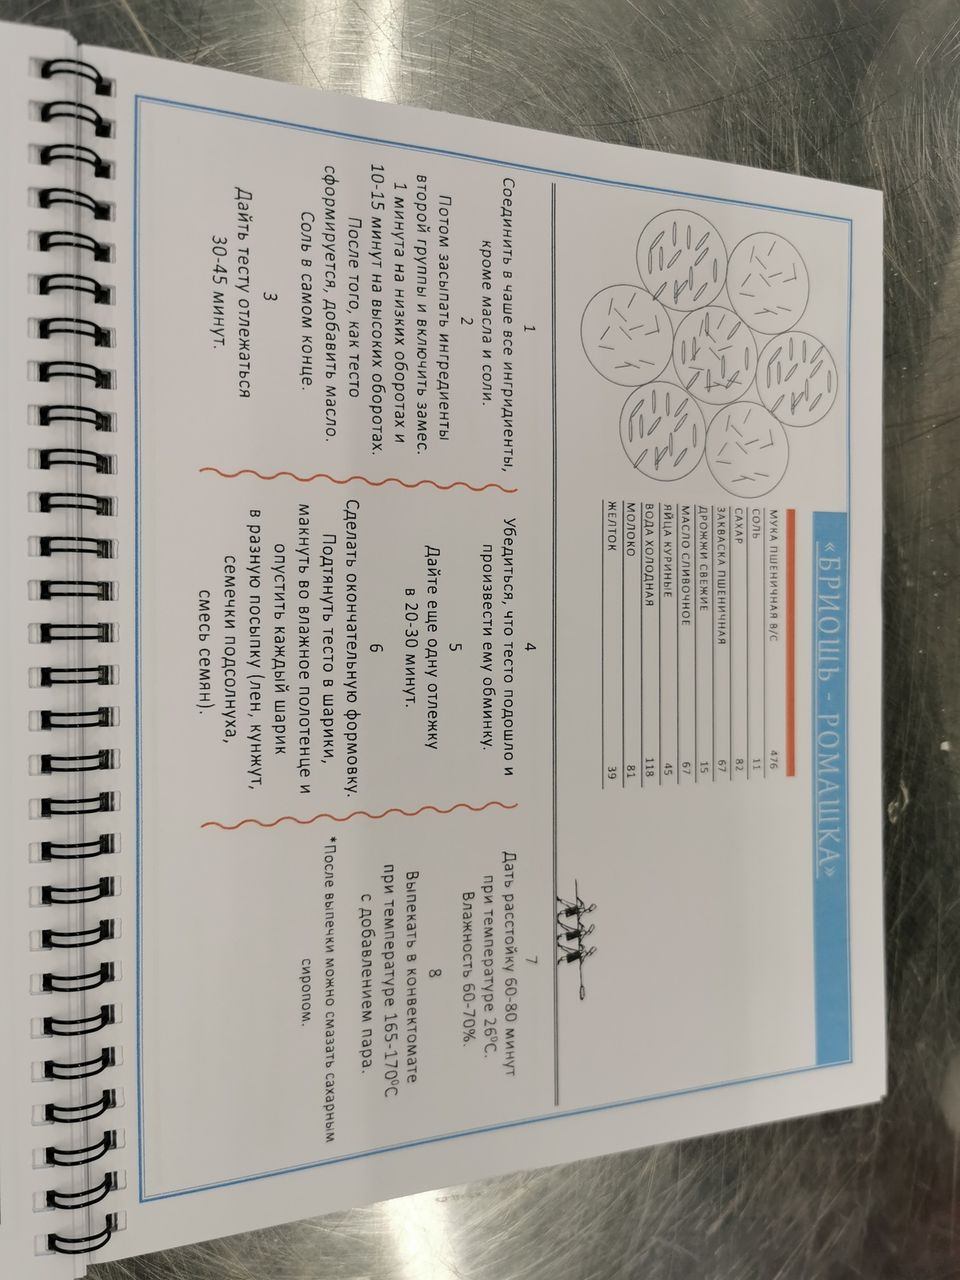 «БРИОШЬ - РОМАШКА»
МУКА ПШЕНИЧНАЯ В/С 476
СОЛЬ 11
САХАР 82
ЗАКВАСКА ПШЕНИЧНАЯ 67
ДРОЖЖИ СВЕЖИЕ 15
МАСЛО СЛИВОЧНОЕ 67
ЯЙЦА КУРИНЫЕ 45
ВОДА ХОЛОДНАЯ 118
МОЛОКО 81
ЖЕЛТОК 39
1
Соединить в чаше все ингридиенты,
кроме масла и соли.
2
Потом засыпать ингредиенты
второй группы и включить замес.
1 минута на низких оборотах и
10-15 минут на высоких оборотах.
После того, как тесто
сформируется, добавить масло.
Соль в самом конце.
3
Дайть тесту отлежаться
30-45 минут.
4
Убедиться, что тесто подошло и
произвести ему обминку.
5
Дайте еще одну отлежку
в 20-30 минут.
6
Сделать окончательную формовку.
Подтянуть тесто в шарики,
макнуть во влажное полотенце и
опустить каждый шарик
в разную посыпку (лен, кунжут,
семечки подсолнуха,
смесь семян).
7
Дать расстойку 60-80 минут
при температуре 26⁰С.
Влажность 60-70%.
8
Выпекать в конвектомате
при температуре 165-170⁰С
с добавлением пара.
*После выпечки можно смазать сахарным
сиропом.